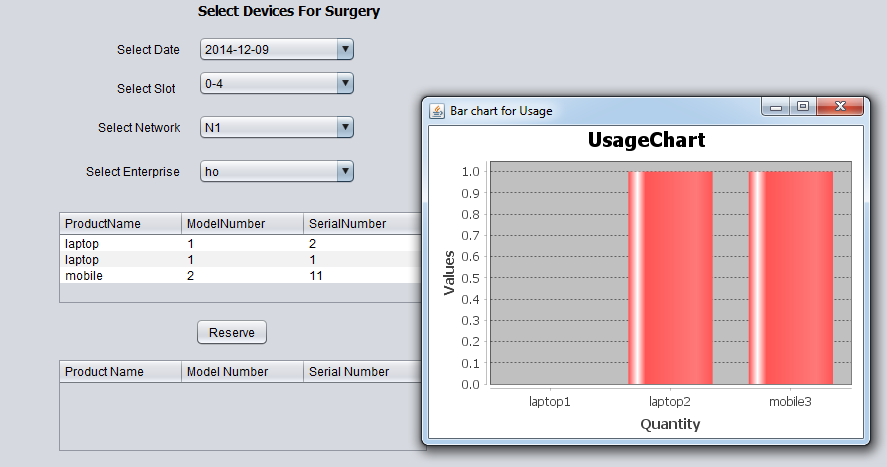 Select Devices For Surgery
Select Date 2014-12-09
Select Slot 0-4
Select Network N1
Select Enterprise ho
ProductName ModelNumber SerialNumber
laptop 1 2
laptop 1 1
mobile 2 11
Reserve
Product Name Model Number Serial Number
Bar chart for Usage
UsageChart
Values
1.0
0.9
0.8
0.7
0.6
0.5
0.4
0.3
0.2
0.1
0.0
laptop1 laptop2 mobile3
Quantity